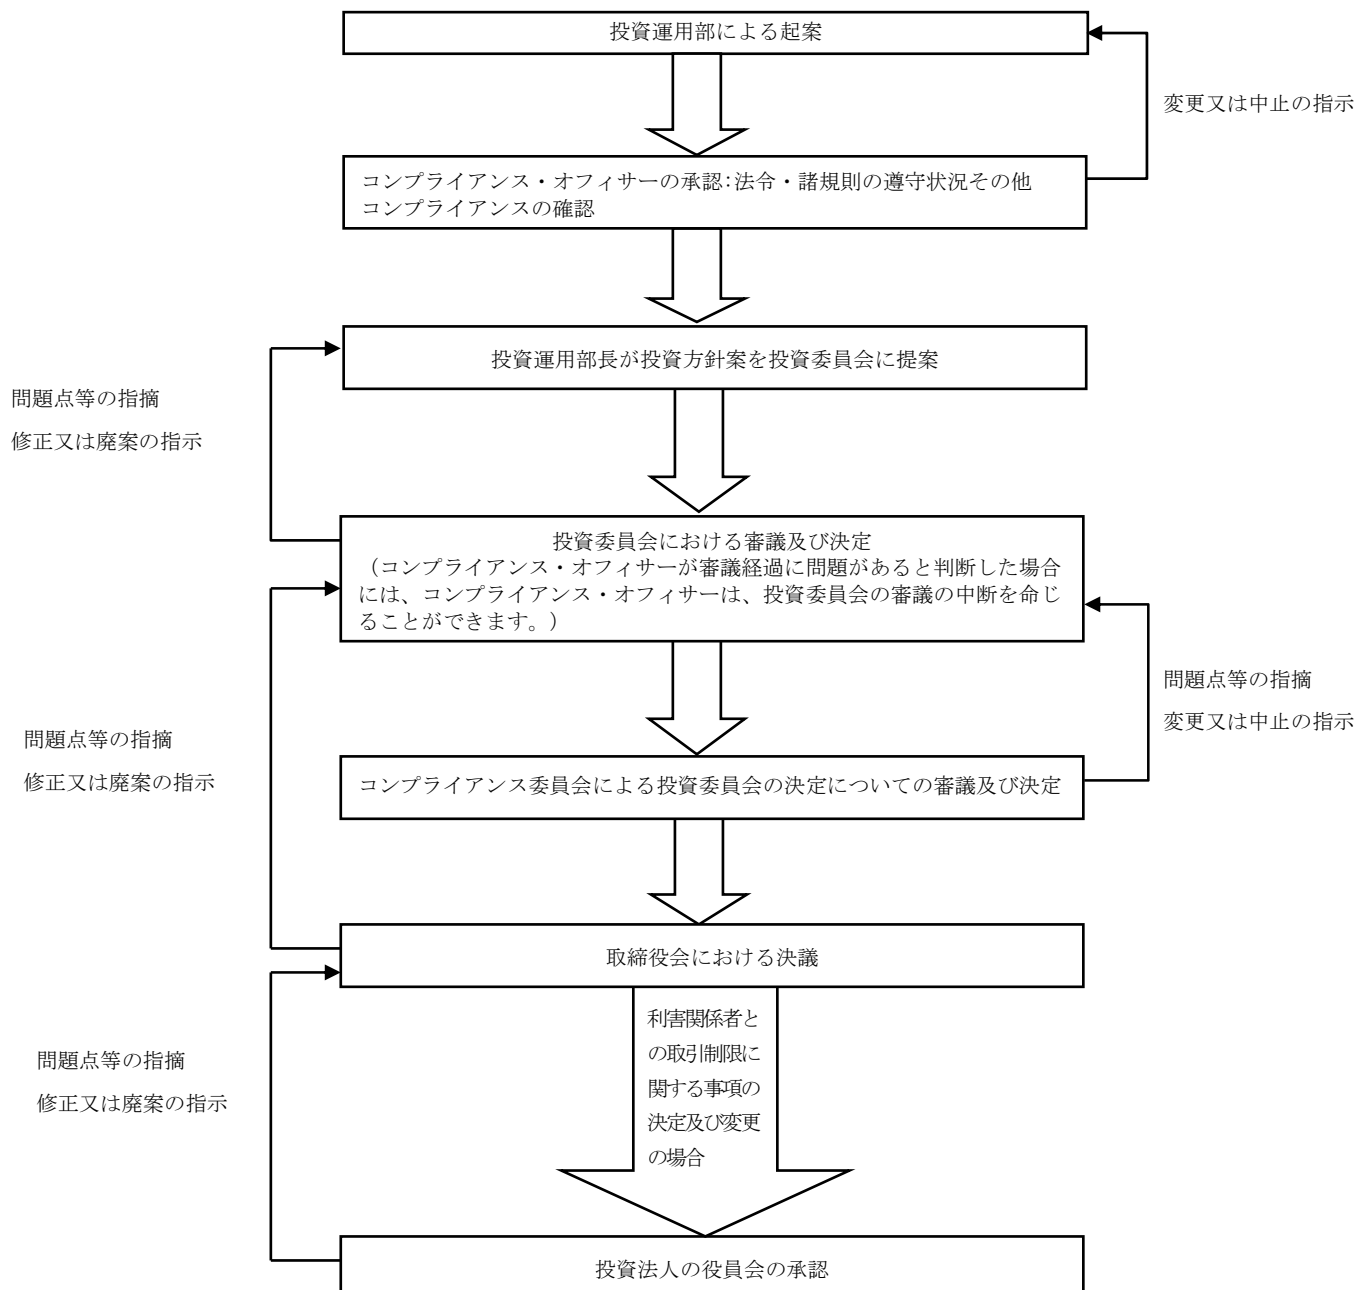 投資運用部による起案
変更又は中止の指示
コンプライアンス・オフィサーの承認：法令・諸規則の遵守状況その他
コンプライアンスの確認
投資運用部長が投資方針案を投資委員会に提案
問題点等の指摘
修正又は廃案の指示
投資委員会における審議及び決定
（コンプライアンス・オフィサーが審議経過に問題があると判断した場合
には、コンプライアンス・オフィサーは、投資委員会の審議の中断を命じ
ることができます。）
問題点等の指摘
変更又は中止の指示
問題点等の指摘
修正又は廃案の指示
コンプライアンス委員会による投資委員会の決定についての審議及び決定
取締役会における決議
利害関係者と
の取引制限に
関する事項の
決定及び変更
の場合
問題点等の指摘
修正又は廃案の指示
投資法人の役員会の承認